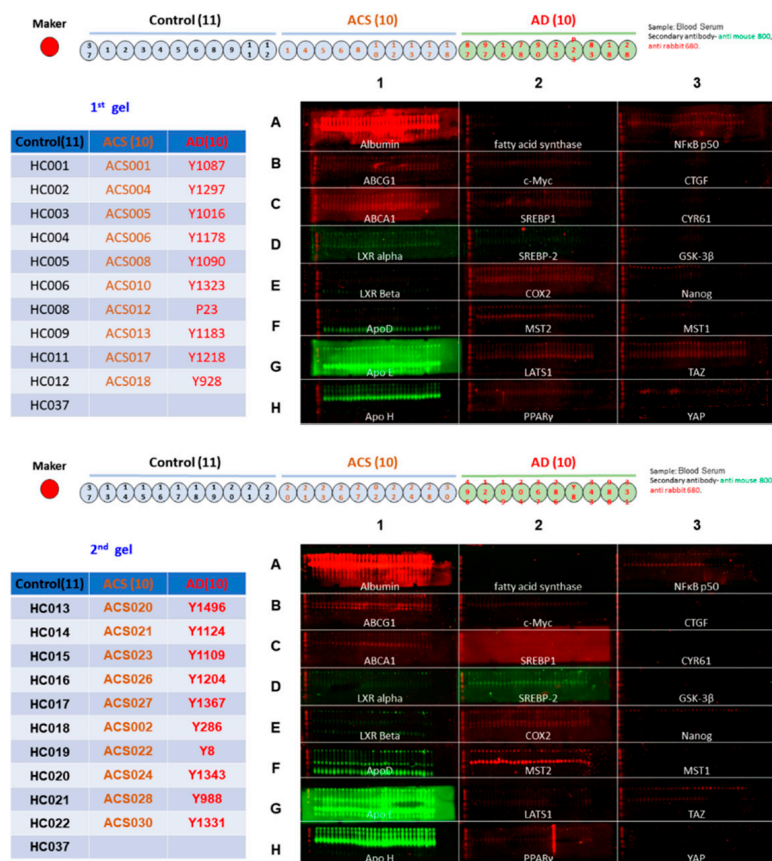 Maker
Control (11)
ACS (10)
AD (10)
Sample: Blood Serum
Secondary antibody- anti mouse 800,
anti rabbit 680.
1st gel
Control(11) ACS (10) AD(10)
HC001 ACS001 Y1087
HC002 ACS004 Y1297
HC003 ACS005 Y1016
HC004 ACS006 Y1178
HC005 ACS008 Y1090
HC006 ACS010 Y1323
HC008 ACS012 P23
HC009 ACS013 Y1183
HC011 ACS017 Y1218
HC012 ACS018 Y928
HC037
1 2 3
A
Albumin fatty acid synthase NFκB p50
B
ABCG1 c-Myc CTGF
C
ABCA1 SREBP1 CYR61
D
LXR alpha SREBP-2 GSK-3β
E
LXR Beta COX2 Nanog
F
ApoD MST2 MST1
G
Apo E LATS1 TAZ
H
Apo H PPARγ YAP
Maker
Control (11)
ACS (10)
AD (10)
Sample: Blood Serum
Secondary antibody- anti mouse 800,
anti rabbit 680.
2nd gel
Control(11) ACS (10) AD(10)
HC013 ACS020 Y1496
HC014 ACS021 Y1124
HC015 ACS023 Y1109
HC016 ACS026 Y1204
HC017 ACS027 Y1367
HC018 ACS002 Y286
HC019 ACS022 Y8
HC020 ACS024 Y1343
HC021 ACS028 Y988
HC022 ACS030 Y1331
HC037
1 2 3
A
Albumin fatty acid synthase NFκB p50
B
ABCG1 c-Myc CTGF
C
ABCA1 SREBP1 CYR61
D
LXR alpha SREBP-2 GSK-3β
E
LXR Beta COX2 Nanog
F
ApoD MST2 MST1
G
Apo E LATS1 TAZ
H
Apo H PPARγ YAP